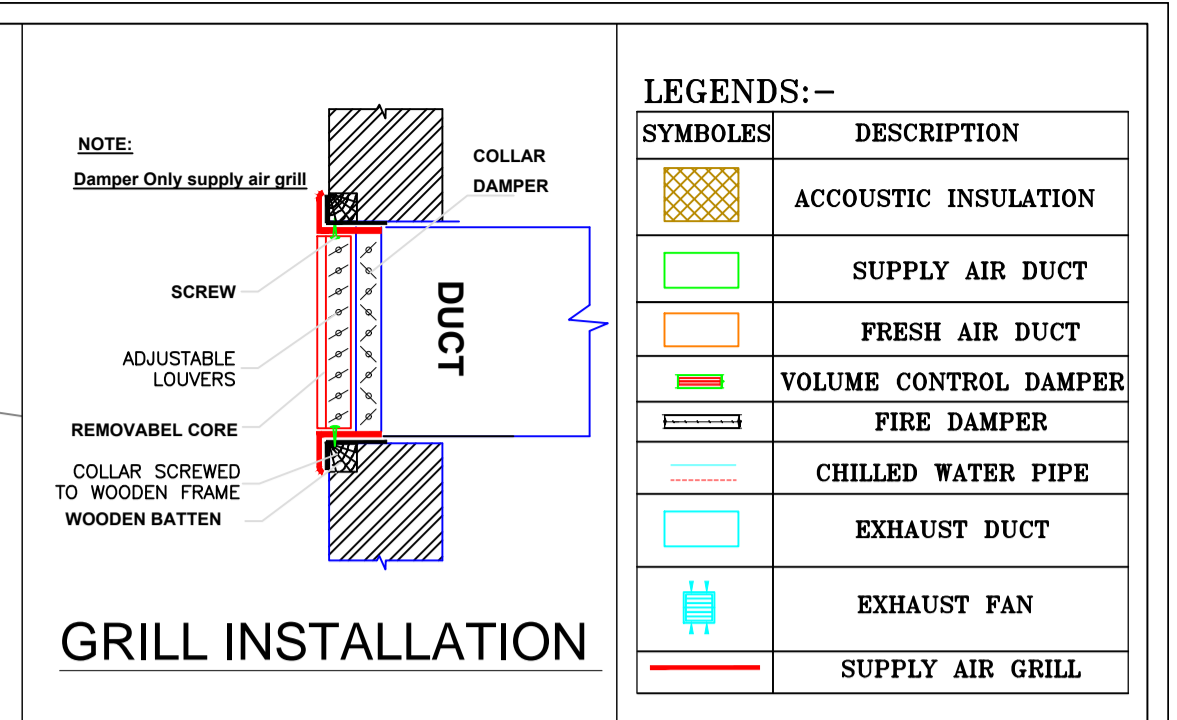 NOTE:
Damper Only supply air grill
COLLAR
DAMPER
SCREW
ADJUSTABLE
LOUVERS
REMOVABEL CORE
COLLAR SCREWED
TO WOODEN FRAME
WOODEN BATTEN
DUCT
GRILL INSTALLATION
LEGENDS:-
SYMBOLES DESCRIPTION
ACCOUSTIC INSULATION
SUPPLY AIR DUCT
FRESH AIR DUCT
VOLUME CONTROL DAMPER
FIRE DAMPER
CHILLED WATER PIPE
EXHAUST DUCT
EXHAUST FAN
SUPPLY AIR GRILL